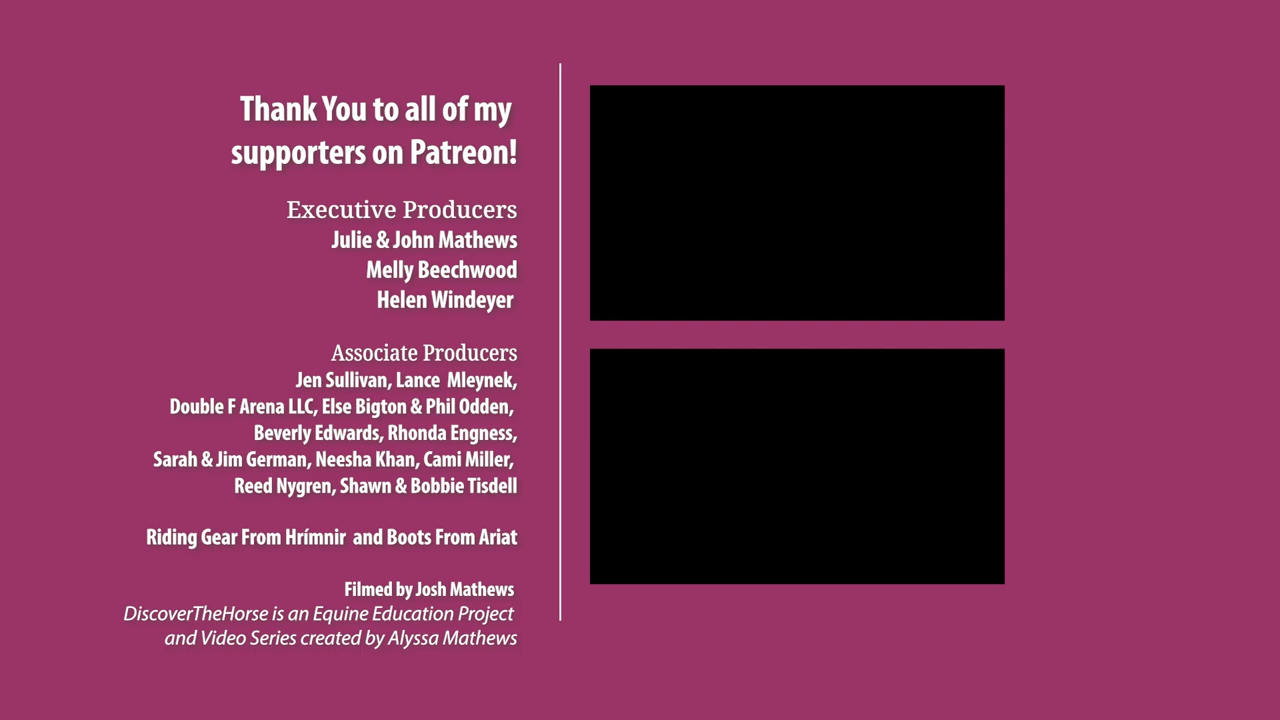 Thank You to all of my
supporters on Patreon!
Executive Producers
Julie & John Mathews
Melly Beechwood
Helen Windeyer
Associate Producers
Jen Sullivan, Lance Mleynek,
Double F Arena LLC, Else Bigton & Phil Odden,
Beverly Edwards, Rhonda Engness,
Sarah & Jim German, Neesha Khan, Cami Miller,
Reed Nygren, Shawn & Bobbie Tisdell
Riding Gear From Hrímnir and Boots From Ariat
Filmed by Josh Mathews
DiscoverTheHorse is an Equine Education Project
and Video Series created by Alyssa Mathews